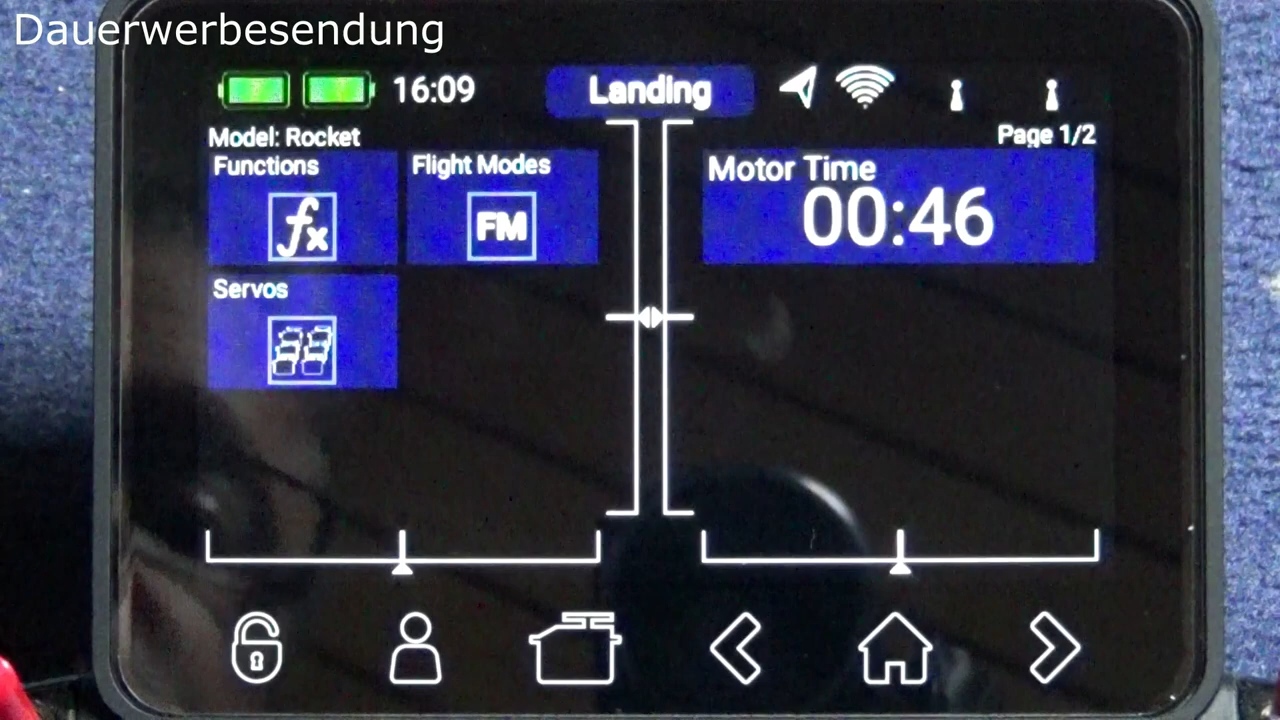 Dauerwerbesendung
16:09 Landing
Model: Rocket Page 1/2
Functions Flight Modes Motor Time
fx FM 00:46
Servos